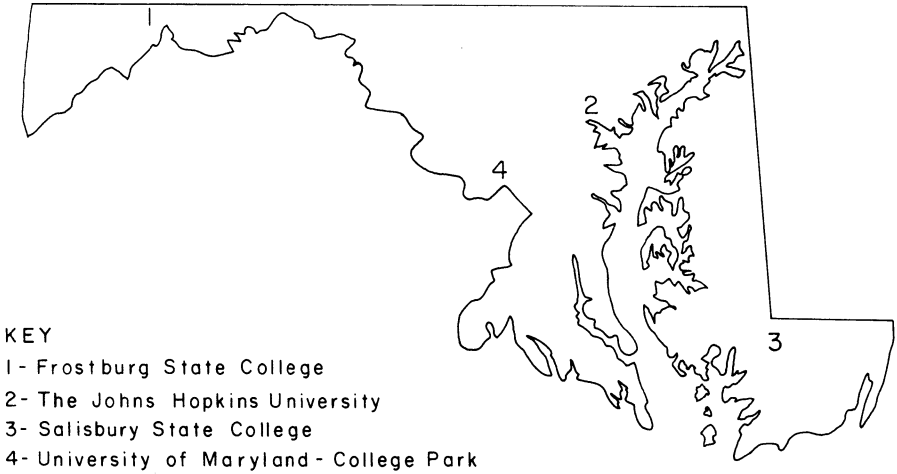 1
2
4
3
KEY
1- Frostburg State College
2- The Johns Hopkins University
3- Salisbury State College
4- University of Maryland - College Park